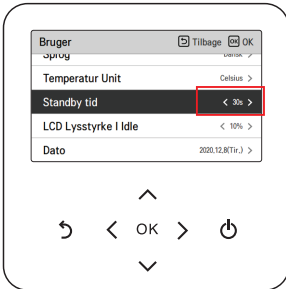 Bruger Tilbage OK OK
Sprog Dansk >
Temperatur Unit Celsius >
Standby tid < 30s >
LCD Lysstyrke I Idle < 10% >
Dato 2020,12,8(Tir.) >
OK